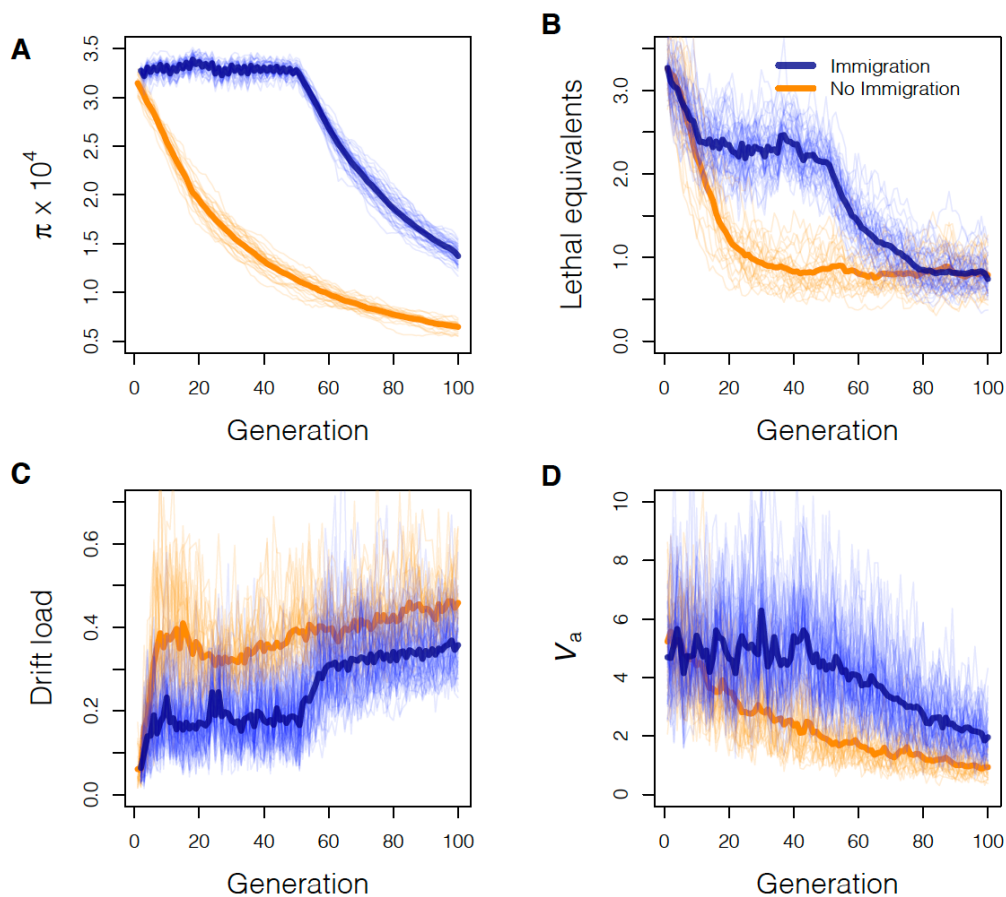 A
π x 10⁴
3.5
3.0
2.5
2.0
1.5
1.0
0.5
0 20 40 60 80 100
Generation
B
Lethal equivalents
3.0
2.0
1.0
0.0
Immigration
No Immigration
0 20 40 60 80 100
Generation
C
Drift load
0.6
0.4
0.2
0.0
0 20 40 60 80 100
Generation
D
Va
10
8
6
4
2
0
0 20 40 60 80 100
Generation